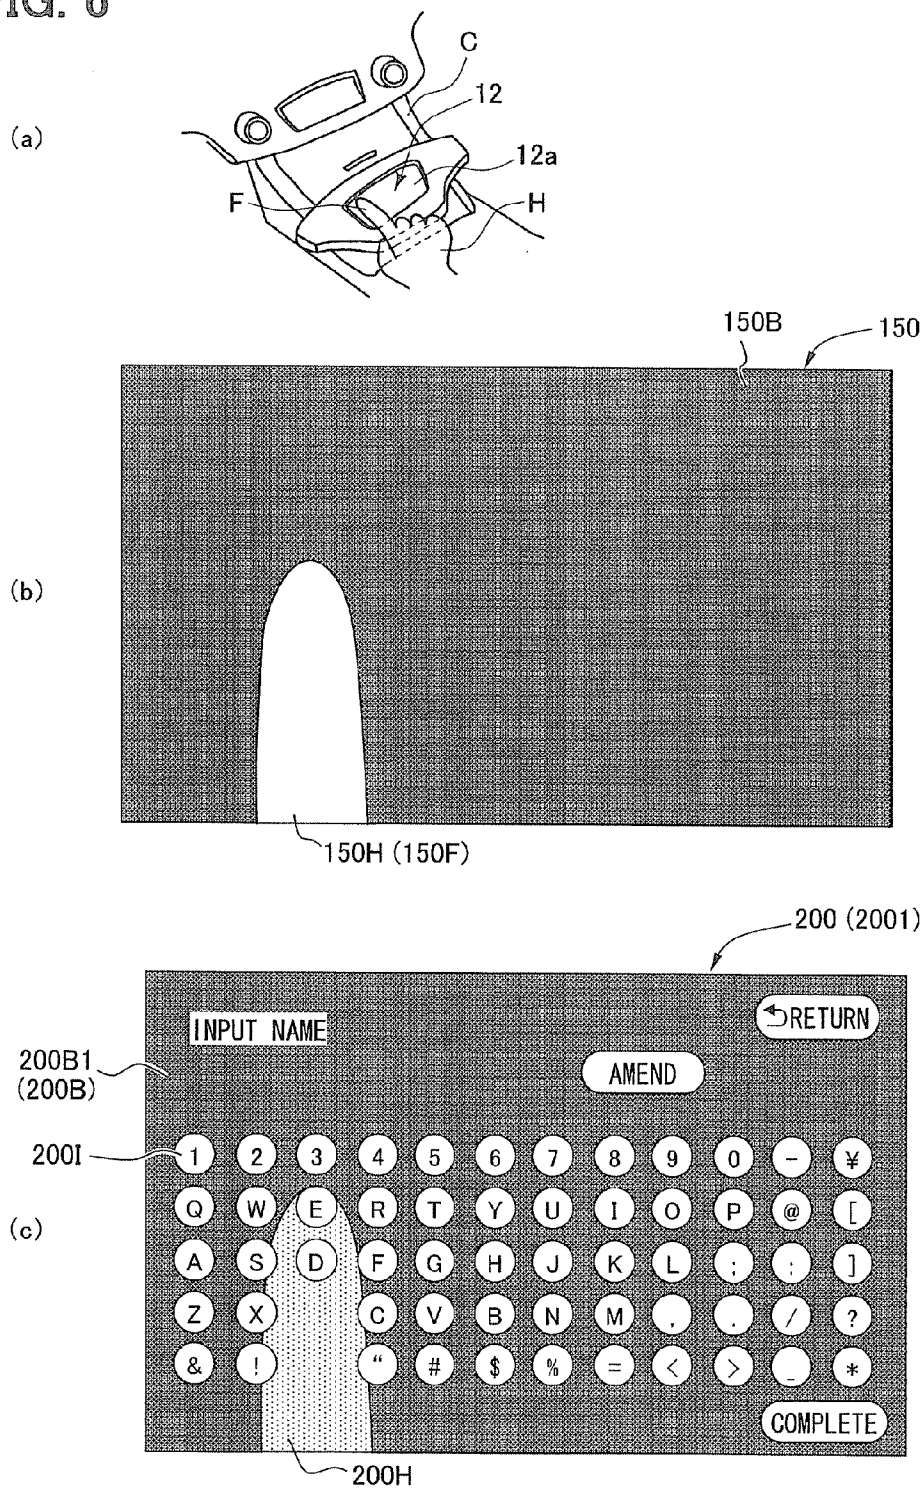 FIG. 6
(a)
C
12
12a
F
H
150B
150
(b)
150H (150F)
200 (2001)
INPUT NAME
RETURN
200B1
(200B)
AMEND
200I
1 2 3 4 5 6 7 8 9 0 - ¥
(c)
Q W E R T Y U I O P @ [
A S D F G H J K L ; : ]
Z X C V B N M , . / ?
& ! “ # $ % = < > _ *
COMPLETE
200H